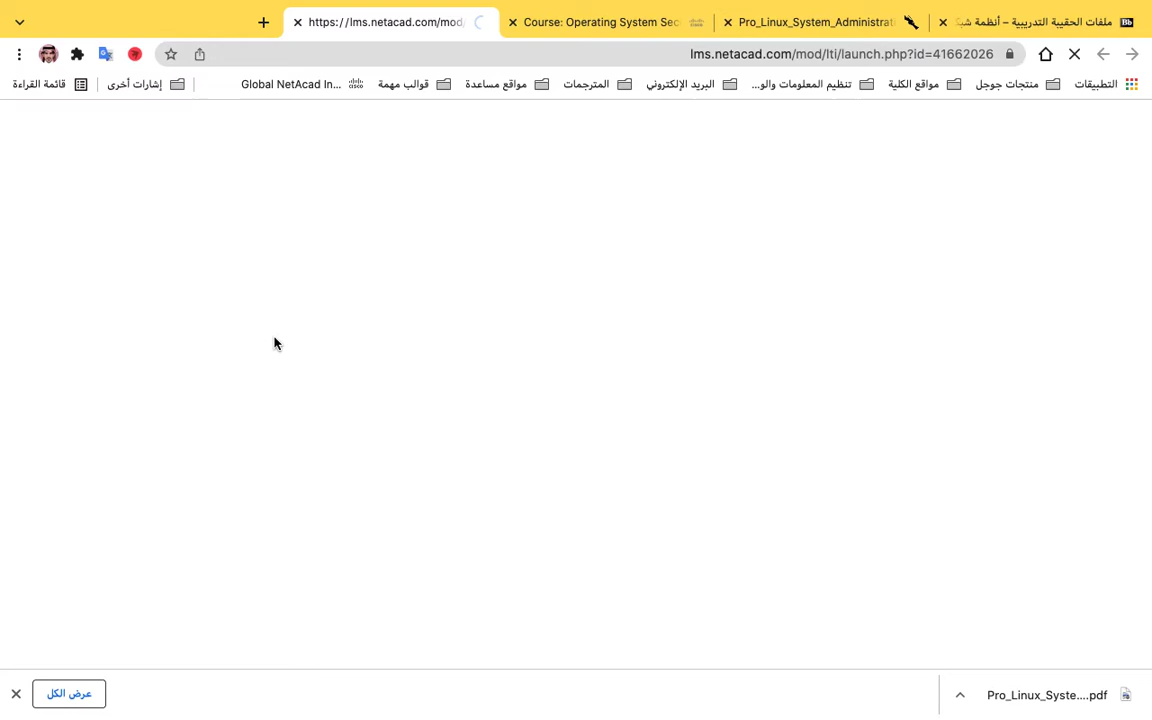 https://lms.netacad.com/mod/
Course: Operating System Sec
Pro_Linux_System_Administrat
ملفات الحقيبة التدريبية – أنظمة شبك
lms.netacad.com/mod/lti/launch.php?id=41662026
التطبيقات
منتجات جوجل
مواقع الكلية
تنظيم المعلومات والو...
البريد الإلكتروني
المترجمات
مواقع مساعدة
قوالب مهمة
Global NetAcad In...
إشارات أخرى
قائمة القراءة
عرض الكل
Pro_Linux_Syste....pdf